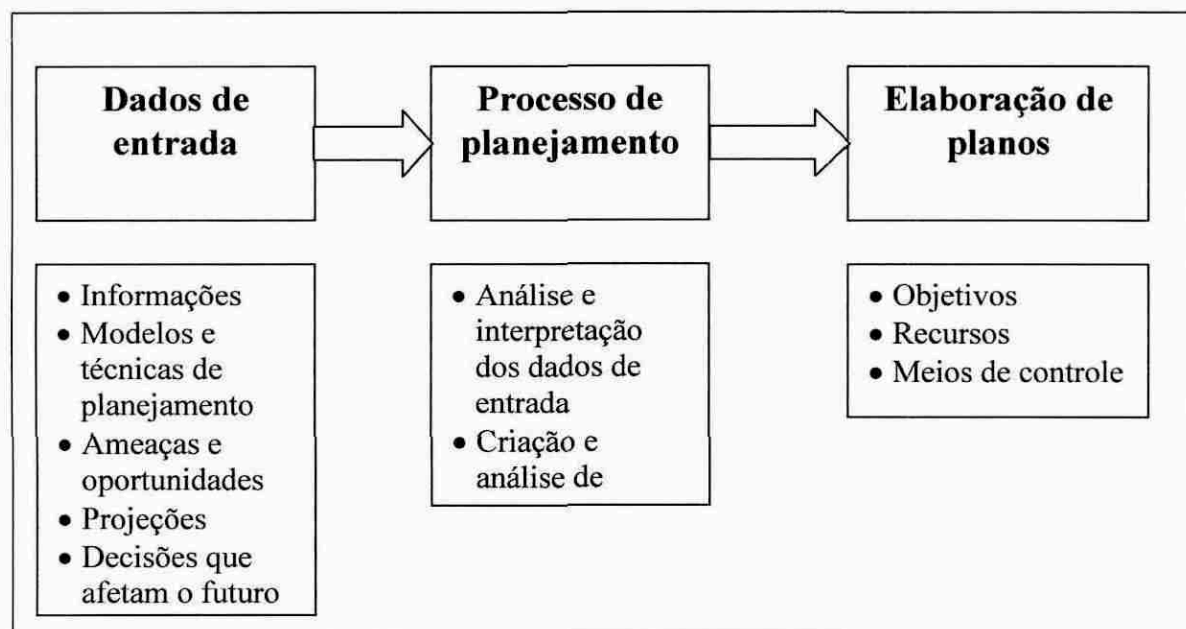 Dados de
entrada
Processo de
planejamento
Elaboração de
planos
• Informações
• Modelos e
técnicas de
planejamento
• Ameaças e
oportunidades
• Projeções
• Decisões que
afetam o futuro
• Análise e
interpretação
dos dados de
entrada
• Criação e
análise de
• Objetivos
• Recursos
• Meios de controle